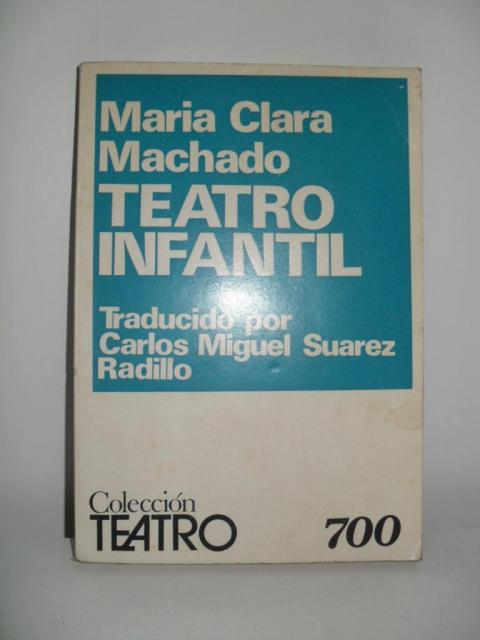 Maria Clara
Machado
TEATRO
INFANTIL
Traducido por
Carlos Miguel Suarez
Radillo
Colección
TEATRO
700